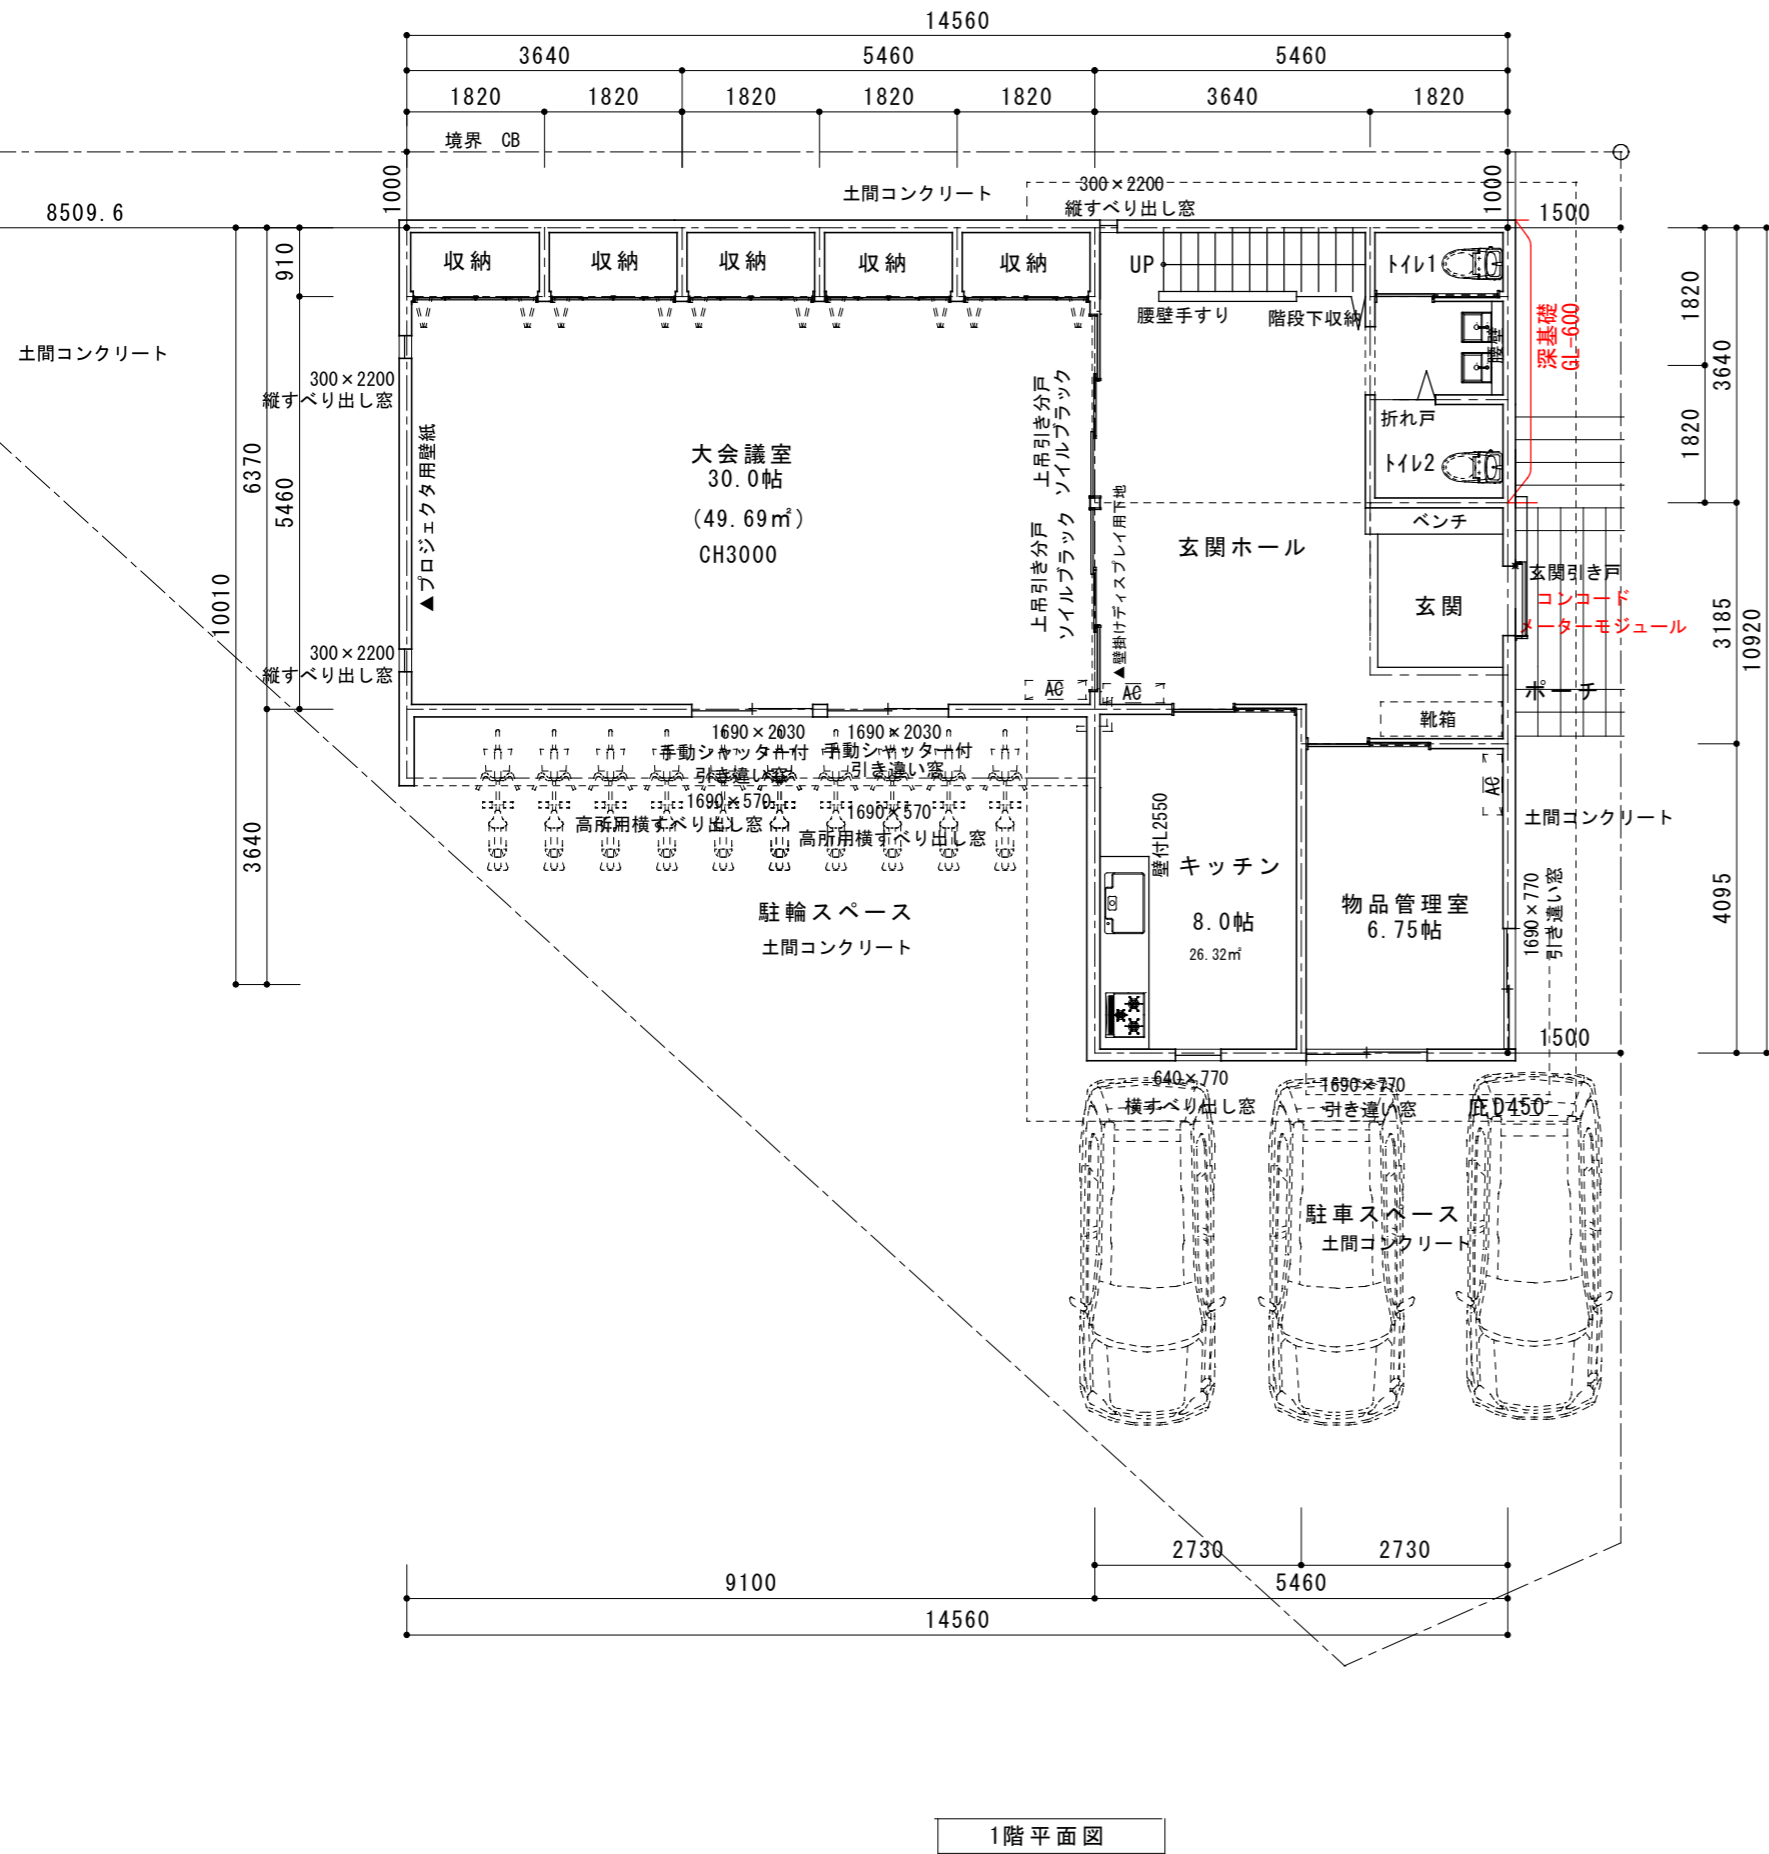 14560
3640
5460
5460
1820
1820
1820
1820
1820
3640
1820
境界 CB
1000
1000
土間コンクリート
300×2200
縦すべり出し窓
8509.6
1500
910
収納
収納
収納
収納
収納
UP
トイレ1
腰壁手すり
階段下収納
腰壁
深基礎
GL-600
1820
3640
1820
土間コンクリート
300×2200
縦すべり出し窓
▲プロジェクタ用壁紙
6370
5460
10010
大会議室
30.0帖
(49.69㎡)
CH3000
上吊引き分戸
ソイルブラック
上吊引き分戸
ソイルブラック
▲壁掛けディスプレイ用下地
折れ戸
トイレ2
ベンチ
玄関ホール
玄関
玄関引き戸
コンコード
メーターモジュール
3185
10920
300×2200
縦すべり出し窓
AC
AC
ポーチ
靴箱
1690×2030
手動シャッター付
引き違い窓
1690×2030
手動シャッター付
引き違い窓
1690×570
高所用横すべり出し窓
1690×570
高所用横すべり出し窓
AC
土間コンクリート
3640
壁付L2550
キッチン
8.0帖
26.32㎡
物品管理室
6.75帖
1690×770
引き違い窓
4095
駐輪スペース
土間コンクリート
1500
640×770
横すべり出し窓
1690×770
引き違い窓
庇D450
駐車スペース
土間コンクリート
2730
2730
9100
5460
14560
1階平面図